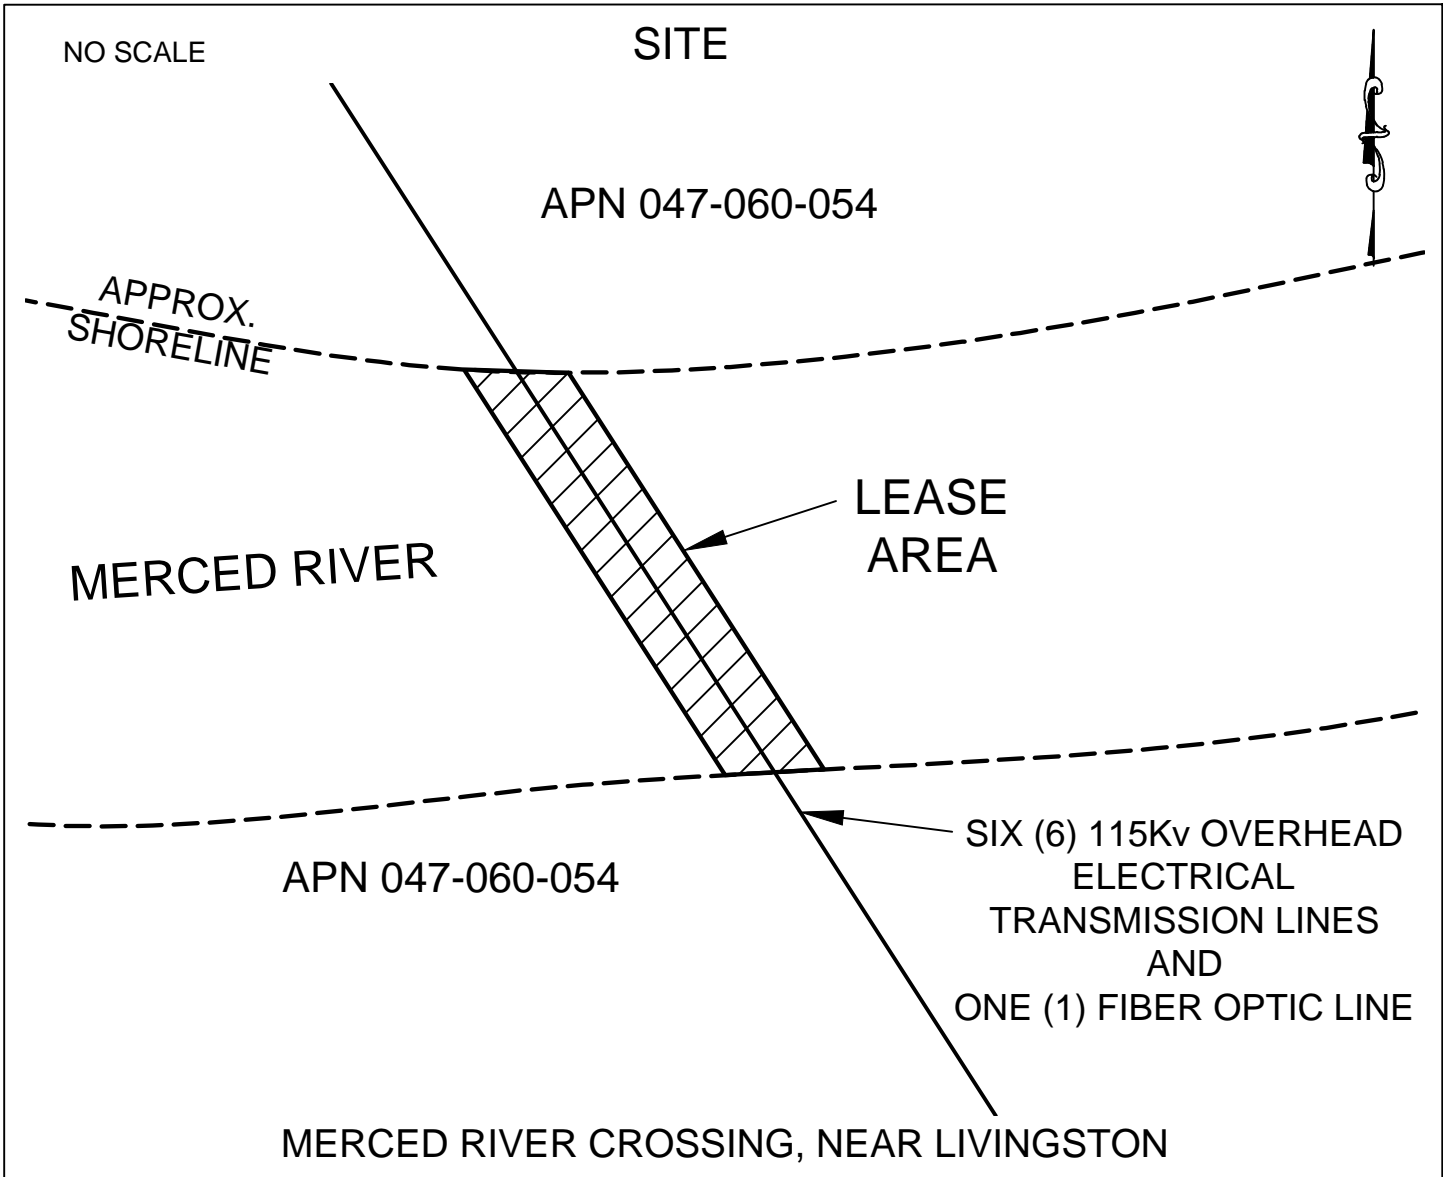 NO SCALE
SITE
APN 047-060-054
APPROX.
SHORELINE
LEASE
AREA
MERCED RIVER
SIX (6) 115Kv OVERHEAD
ELECTRICAL
TRANSMISSION LINES
AND
ONE (1) FIBER OPTIC LINE
APN 047-060-054
MERCED RIVER CROSSING, NEAR LIVINGSTON